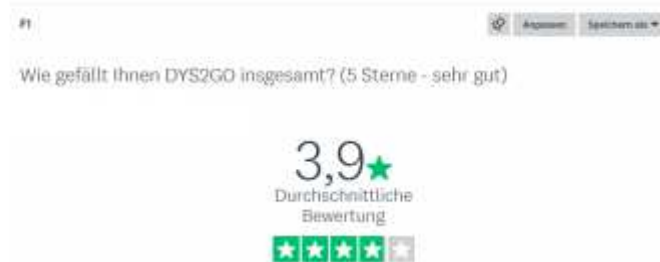 F1
Anpassen
Speichern als
Wie gefällt Ihnen DYS2GO insgesamt? (5 Sterne - sehr gut)
3,9
Durchschnittliche
Bewertung